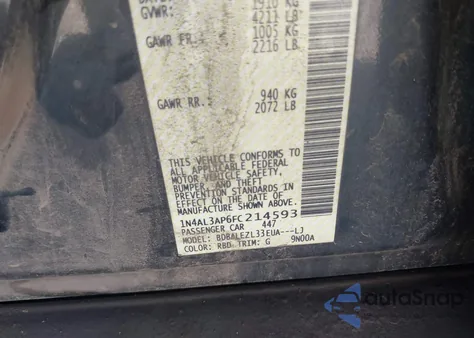 GVWR: 1910 KG
4211 LB
GAWR FR.: 1005 KG
2216 LB
GAWR RR.: 940 KG
2072 LB
THIS VEHICLE CONFORMS TO
ALL APPLICABLE FEDERAL
MOTOR VEHICLE SAFETY,
BUMPER, AND THEFT
PREVENTION STANDARDS IN
EFFECT ON THE DATE OF
MANUFACTURE SHOWN ABOVE.
1N4AL3AP6FC214593
PASSENGER CAR 447
MODEL: BDBALEZL33EUA---LJ
COLOR: RBD TRIM: G 9N00A
autoSnap